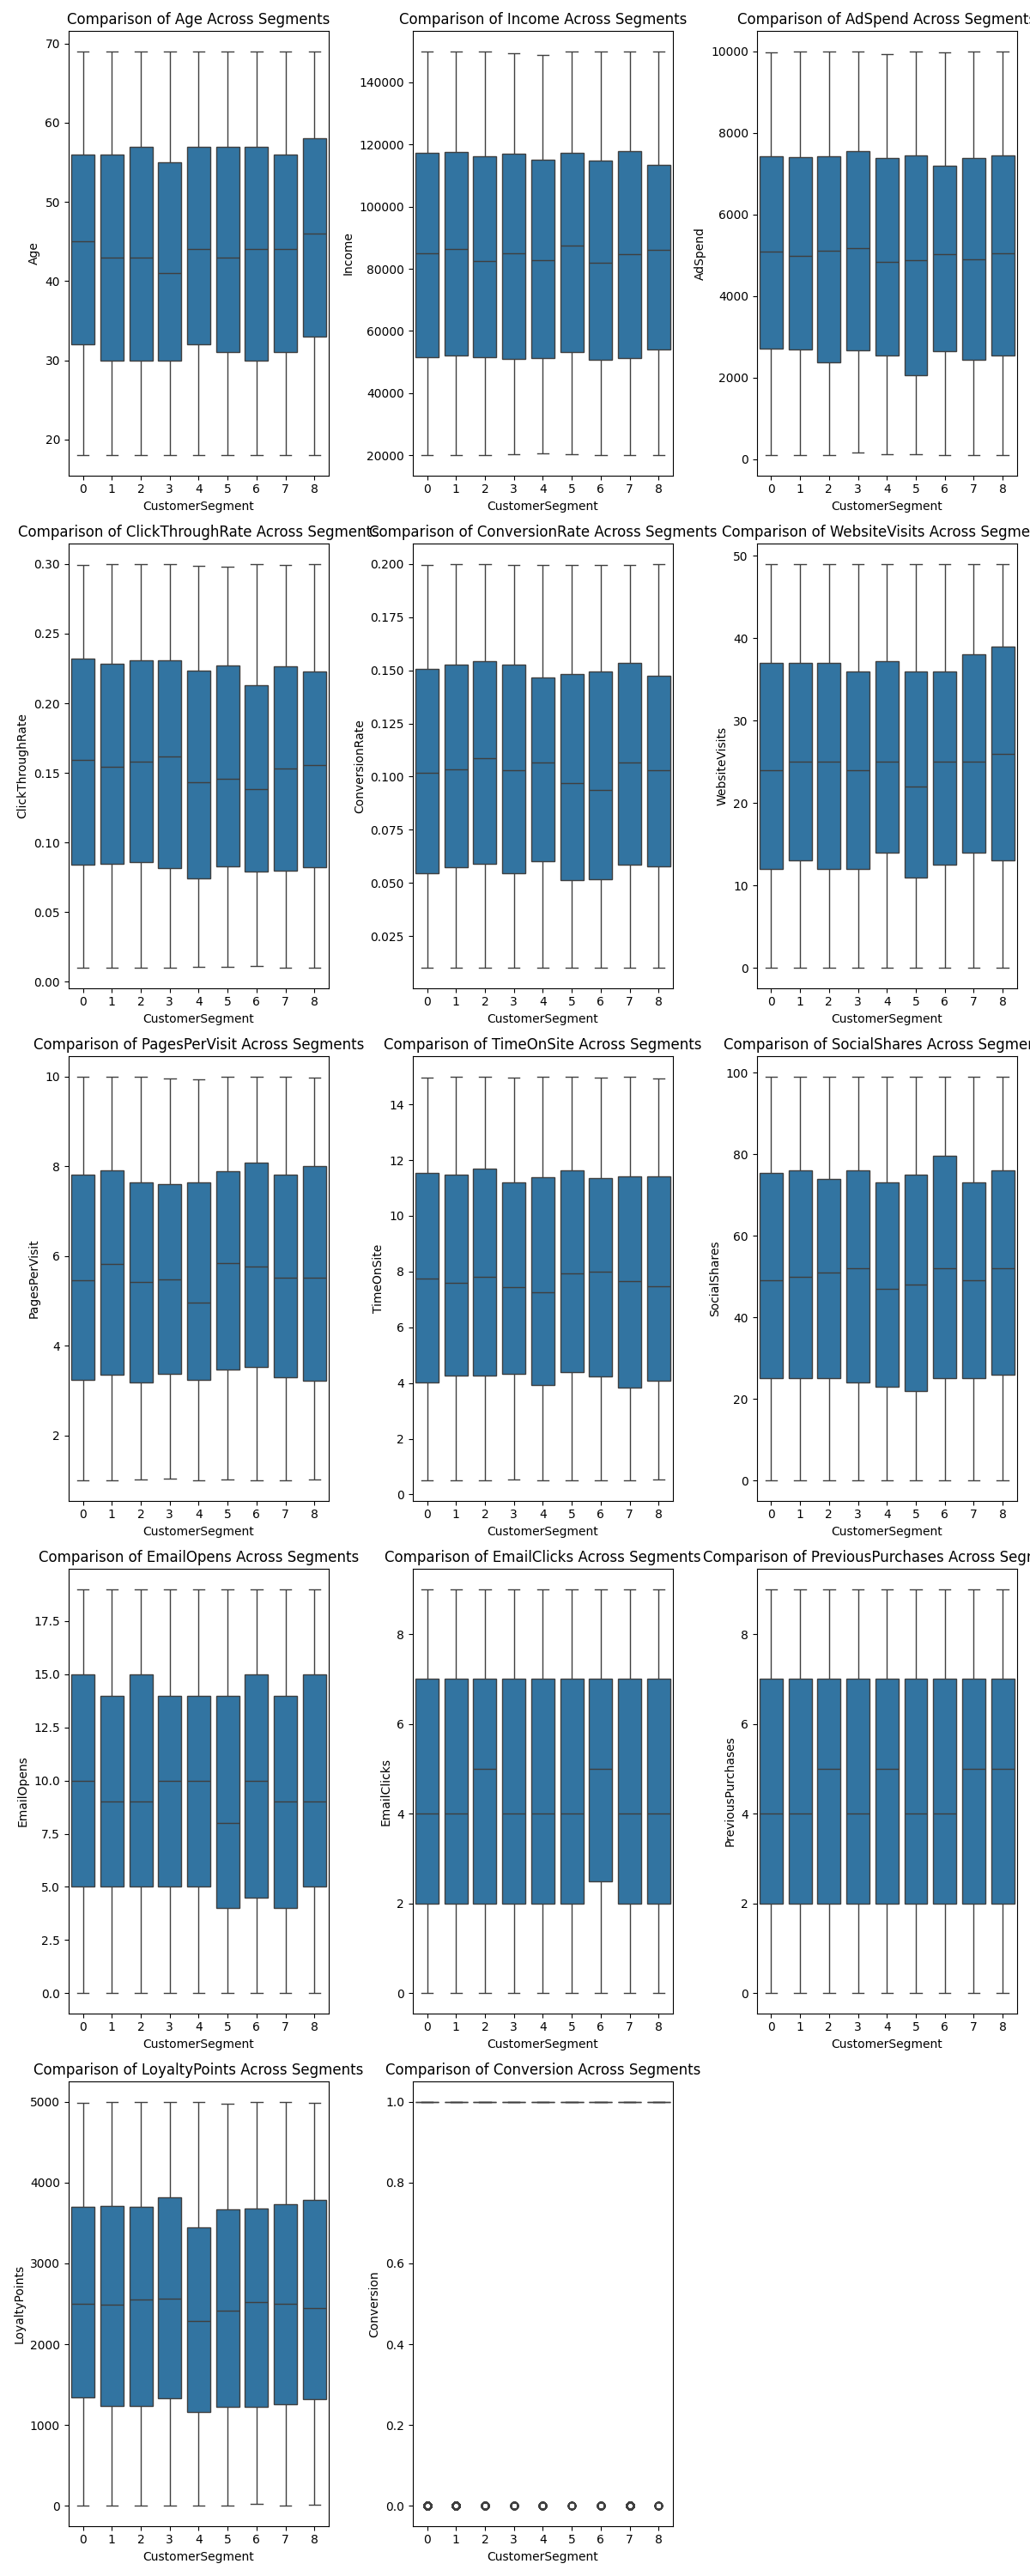 Comparison of Age Across Segments
Comparison of Income Across Segments
Comparison of AdSpend Across Segments
70
60
50
40
30
20
Age
0 1 2 3 4 5 6 7 8
CustomerSegment
140000
120000
100000
80000
60000
40000
20000
Income
0 1 2 3 4 5 6 7 8
CustomerSegment
10000
8000
6000
4000
2000
0
AdSpend
0 1 2 3 4 5 6 7 8
CustomerSegment
Comparison of ClickThroughRate Across Segments
Comparison of ConversionRate Across Segments
Comparison of WebsiteVisits Across Segme
0.30
0.25
0.20
0.15
0.10
0.05
0.00
ClickThroughRate
0 1 2 3 4 5 6 7 8
CustomerSegment
0.200
0.175
0.150
0.125
0.100
0.075
0.050
0.025
ConversionRate
0 1 2 3 4 5 6 7 8
CustomerSegment
50
40
30
20
10
0
WebsiteVisits
0 1 2 3 4 5 6 7 8
CustomerSegment
Comparison of PagesPerVisit Across Segments
Comparison of TimeOnSite Across Segments
Comparison of SocialShares Across Segmen
10
8
6
4
2
PagesPerVisit
0 1 2 3 4 5 6 7 8
CustomerSegment
14
12
10
8
6
4
2
0
TimeOnSite
0 1 2 3 4 5 6 7 8
CustomerSegment
100
80
60
40
20
0
SocialShares
0 1 2 3 4 5 6 7 8
CustomerSegment
Comparison of EmailOpens Across Segments
Comparison of EmailClicks Across Segments
Comparison of PreviousPurchases Across Segr
17.5
15.0
12.5
10.0
7.5
5.0
2.5
0.0
EmailOpens
0 1 2 3 4 5 6 7 8
CustomerSegment
8
6
4
2
0
EmailClicks
0 1 2 3 4 5 6 7 8
CustomerSegment
8
6
4
2
0
PreviousPurchases
0 1 2 3 4 5 6 7 8
CustomerSegment
Comparison of LoyaltyPoints Across Segments
Comparison of Conversion Across Segments
5000
4000
3000
2000
1000
0
LoyaltyPoints
0 1 2 3 4 5 6 7 8
CustomerSegment
1.0
0.8
0.6
0.4
0.2
0.0
Conversion
0 1 2 3 4 5 6 7 8
CustomerSegment